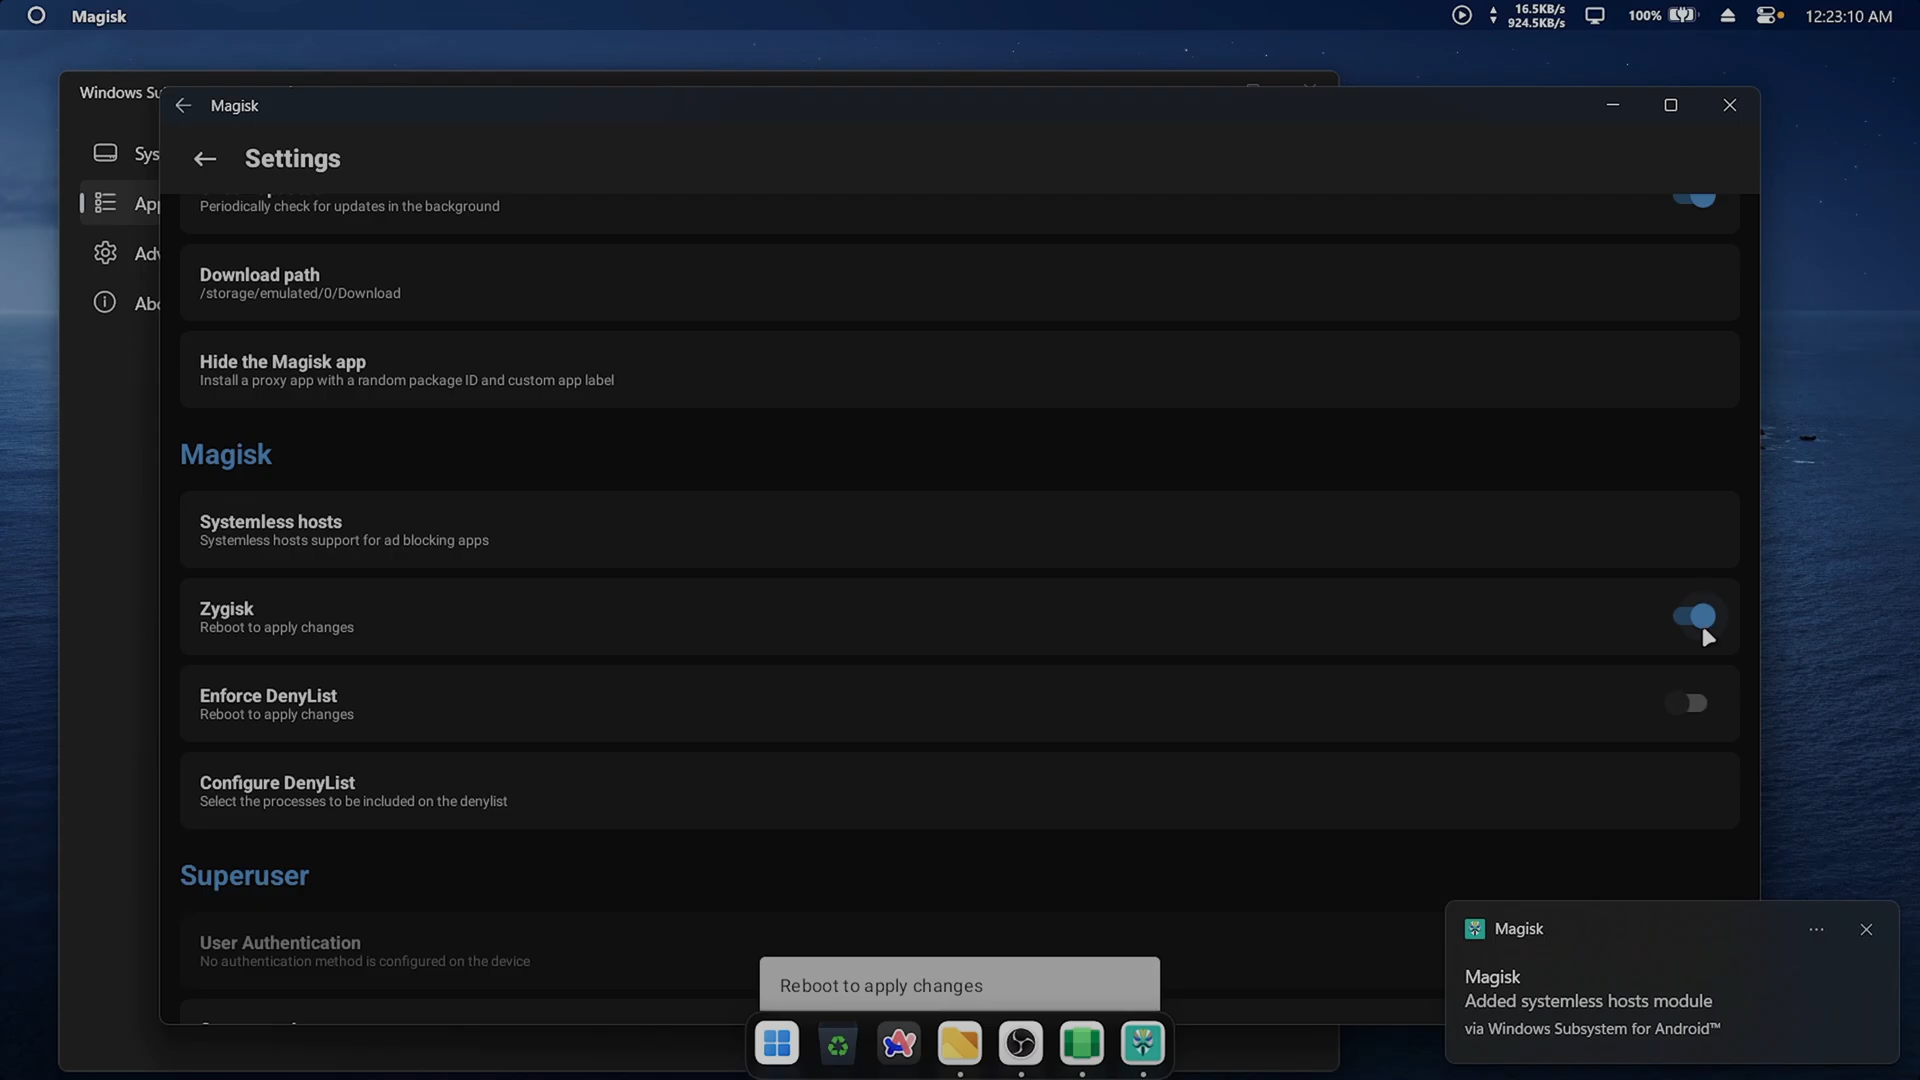 Magisk
16.5KB/s
924.5KB/s
100%
12:23:10 AM
Windows Su
Magisk
Settings
Sys
App
Adv
Abo
Periodically check for updates in the background
Download path
/storage/emulated/0/Download
Hide the Magisk app
Install a proxy app with a random package ID and custom app label
Magisk
Systemless hosts
Systemless hosts support for ad blocking apps
Zygisk
Reboot to apply changes
Enforce DenyList
Reboot to apply changes
Configure DenyList
Select the processes to be included on the denylist
Superuser
User Authentication
No authentication method is configured on the device
Reboot to apply changes
Magisk
Magisk
Added systemless hosts module
via Windows Subsystem for Android™